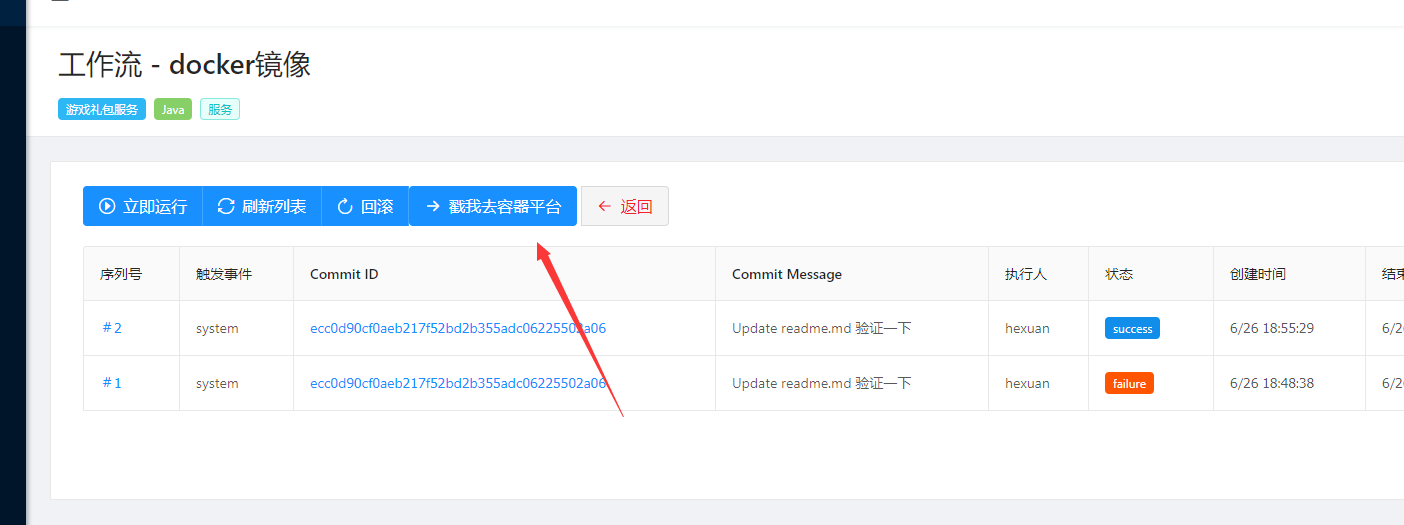 工作流 - docker镜像
游戏礼包服务 Java 服务
立即运行 刷新列表 回滚 戳我去容器平台 返回
序列号 触发事件 Commit ID Commit Message 执行人 状态 创建时间 结束
#2 system ecc0d90cf0aeb217f52bd2b355adc06225502a06 Update readme.md 验证一下 hexuan success 6/26 18:55:29 6/2
#1 system ecc0d90cf0aeb217f52bd2b355adc06225502a06 Update readme.md 验证一下 hexuan failure 6/26 18:48:38 6/2